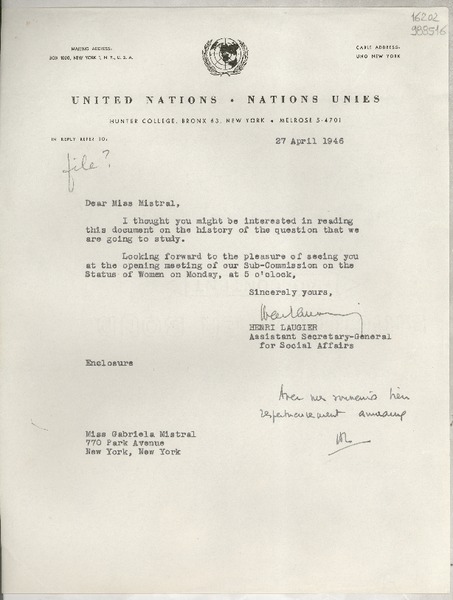 16202
988516
MAILING ADDRESS:
BOX 1000, NEW YORK 1, N.Y., U.S.A.
CABLE ADDRESS:
UNO NEW YORK
UNITED NATIONS • NATIONS UNIES
HUNTER COLLEGE, BRONX 63, NEW YORK • MELROSE 5-4701
IN REPLY REFER TO:
27 April 1946
file?
Dear Miss Mistral,
I thought you might be interested in reading
this document on the history of the question that we
are going to study.
Looking forward to the pleasure of seeing you
at the opening meeting of our Sub-Commission on the
Status of Women on Monday, at 5 o'clock,
Sincerely yours,
HENRI LAUGIER
Assistant Secretary-General
for Social Affairs
Enclosure
Avec mes souvenirs bien
respectueusement
HL
Miss Gabriela Mistral
770 Park Avenue
New York, New York